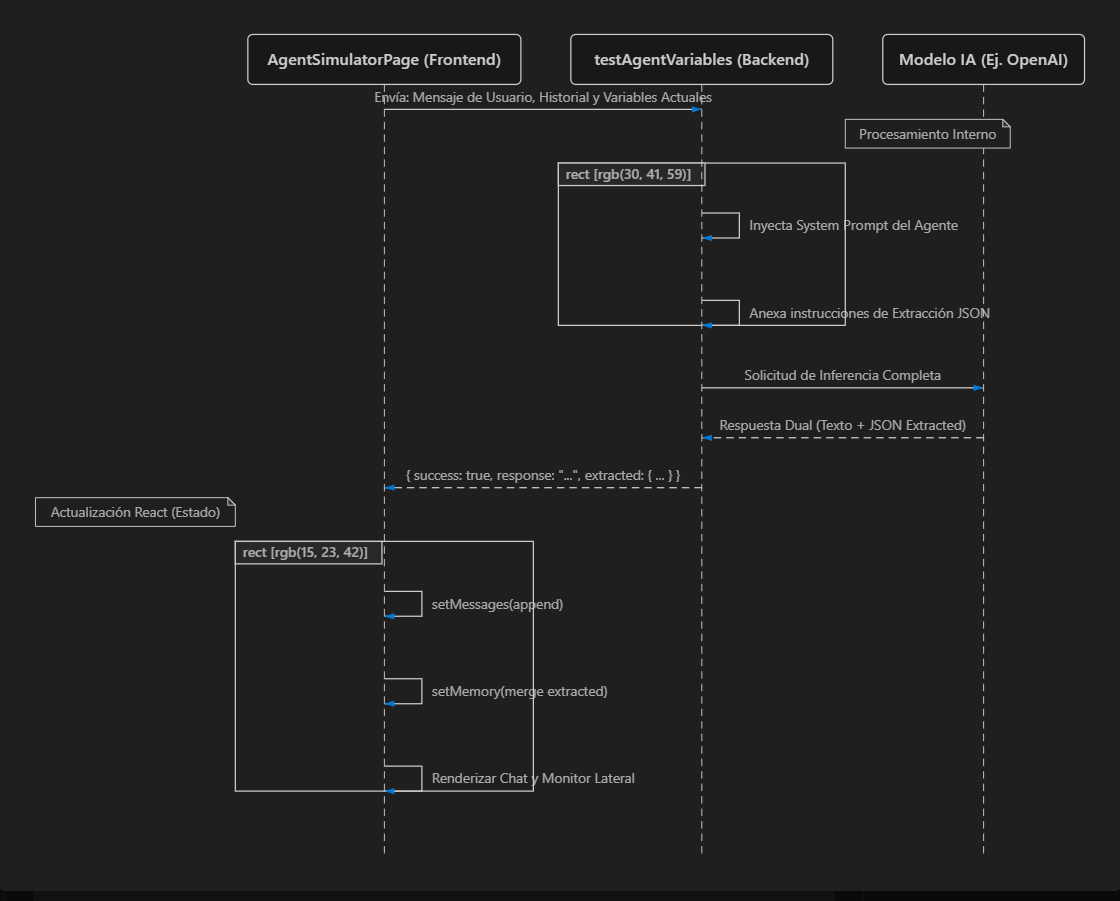 AgentSimulatorPage (Frontend)
testAgentVariables (Backend)
Modelo IA (Ej. OpenAI)
Envía: Mensaje de Usuario, Historial y Variables Actuales
Procesamiento Interno
rect [rgb(30, 41, 59)]
Inyecta System Prompt del Agente
Anexa instrucciones de Extracción JSON
Solicitud de Inferencia Completa
Respuesta Dual (Texto + JSON Extracted)
{ success: true, response: "...", extracted: { ... } }
Actualización React (Estado)
rect [rgb(15, 23, 42)]
setMessages(append)
setMemory(merge extracted)
Renderizar Chat y Monitor Lateral